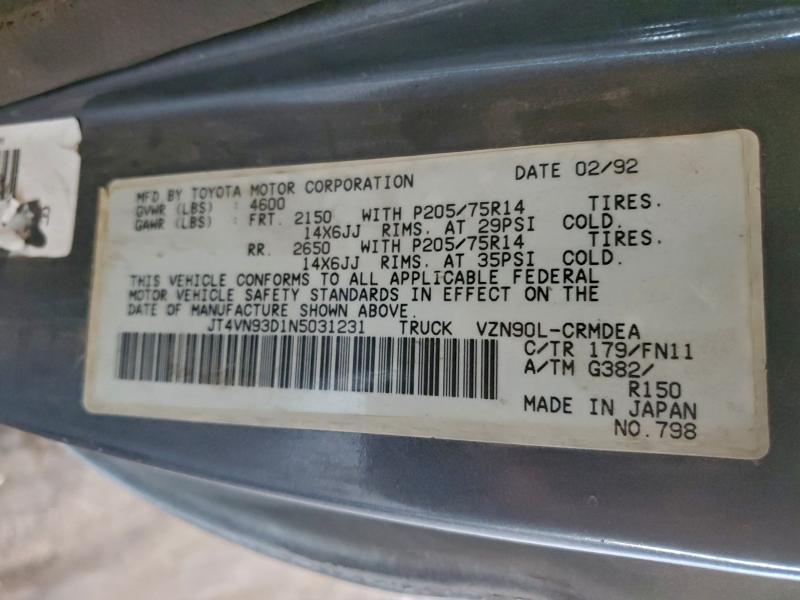 MFD BY TOYOTA MOTOR CORPORATION DATE 02/92
GVWR (LBS) : 4600
GAWR (LBS) : FRT. 2150 WITH P205/75R14 TIRES.
14X6JJ RIMS. AT 29PSI COLD.
RR. 2650 WITH P205/75R14 TIRES.
14X6JJ RIMS. AT 35PSI COLD.
THIS VEHICLE CONFORMS TO ALL APPLICABLE FEDERAL
MOTOR VEHICLE SAFETY STANDARDS IN EFFECT ON THE
DATE OF MANUFACTURE SHOWN ABOVE.
JT4VN93D1N5031231 TRUCK VZN90L-CRMDEA
C/TR 179/FN11
A/TM G382/
R150
MADE IN JAPAN
NO.798